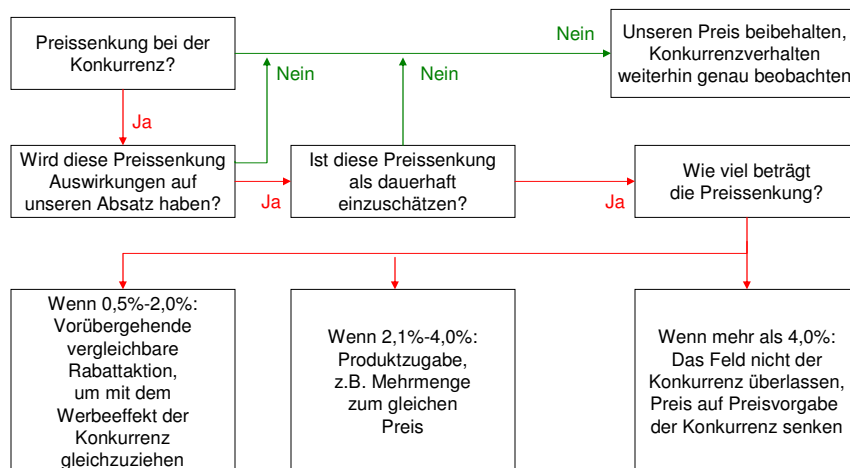 Preissenkung bei der
Konkurrenz?
Nein
Unseren Preis beibehalten,
Konkurrenzverhalten
weiterhin genau beobachten
Nein
Nein
Ja
Wird diese Preissenkung
Auswirkungen auf
unseren Absatz haben?
Ja
Ist diese Preissenkung
als dauerhaft
einzuschätzen?
Ja
Wie viel beträgt
die Preissenkung?
Wenn 0,5%-2,0%:
Vorübergehende
vergleichbare
Rabattaktion,
um mit dem
Werbeeffekt der
Konkurrenz
gleichzuziehen
Wenn 2,1%-4,0%:
Produktzugabe,
z.B. Mehrmenge
zum gleichen
Preis
Wenn mehr als 4,0%:
Das Feld nicht der
Konkurrenz überlassen,
Preis auf Preisvorgabe
der Konkurrenz senken